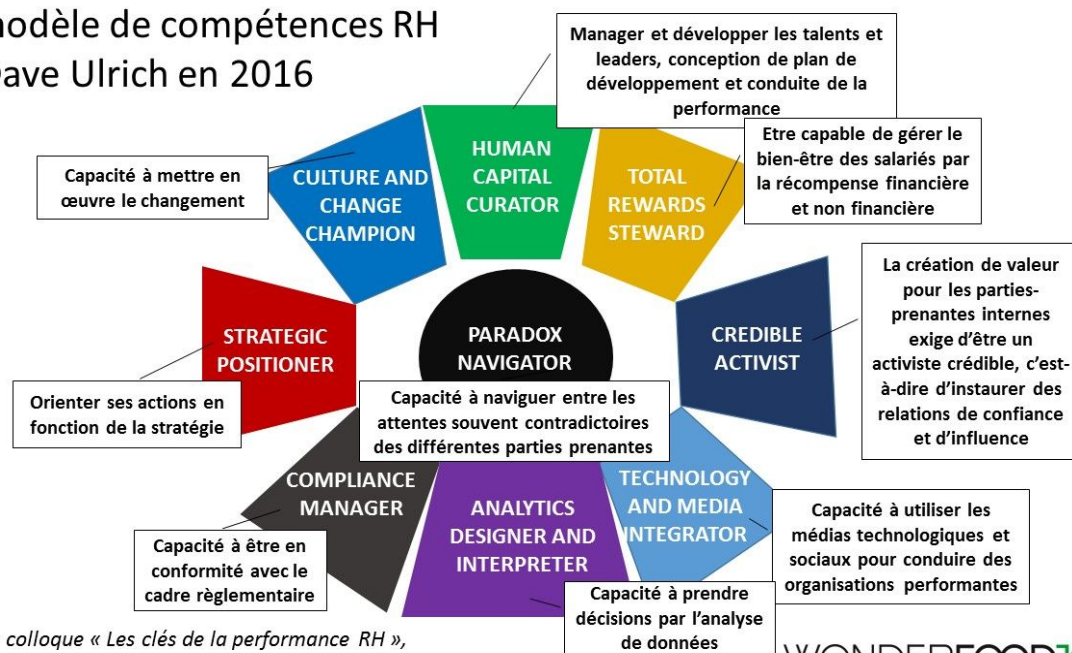 modèle de compétences RH
Dave Ulrich en 2016
Manager et développer les talents et
leaders, conception de plan de
développement et conduite de la
performance
Etre capable de gérer le
bien-être des salariés par
la récompense financière
et non financière
Capacité à mettre en
œuvre le changement
CULTURE AND
CHANGE
CHAMPION
HUMAN
CAPITAL
CURATOR
TOTAL
REWARDS
STEWARD
La création de valeur
pour les parties-
prenantes internes
exige d’être un
activiste crédible, c’est-
à-dire d’instaurer des
relations de confiance
et d’influence
STRATEGIC
POSITIONER
PARADOX
NAVIGATOR
CREDIBLE
ACTIVIST
Orienter ses actions en
fonction de la stratégie
Capacité à naviguer entre les
attentes souvent contradictoires
des différentes parties prenantes
COMPLIANCE
MANAGER
ANALYTICS
DESIGNER AND
INTERPRETER
TECHNOLOGY
AND MEDIA
INTEGRATOR
Capacité à être en
conformité avec le
cadre règlementaire
Capacité à utiliser les
médias technologiques et
sociaux pour conduire des
organisations performantes
Capacité à prendre
décisions par l’analyse
de données
colloque « Les clés de la performance RH »,
WONDERFOOD